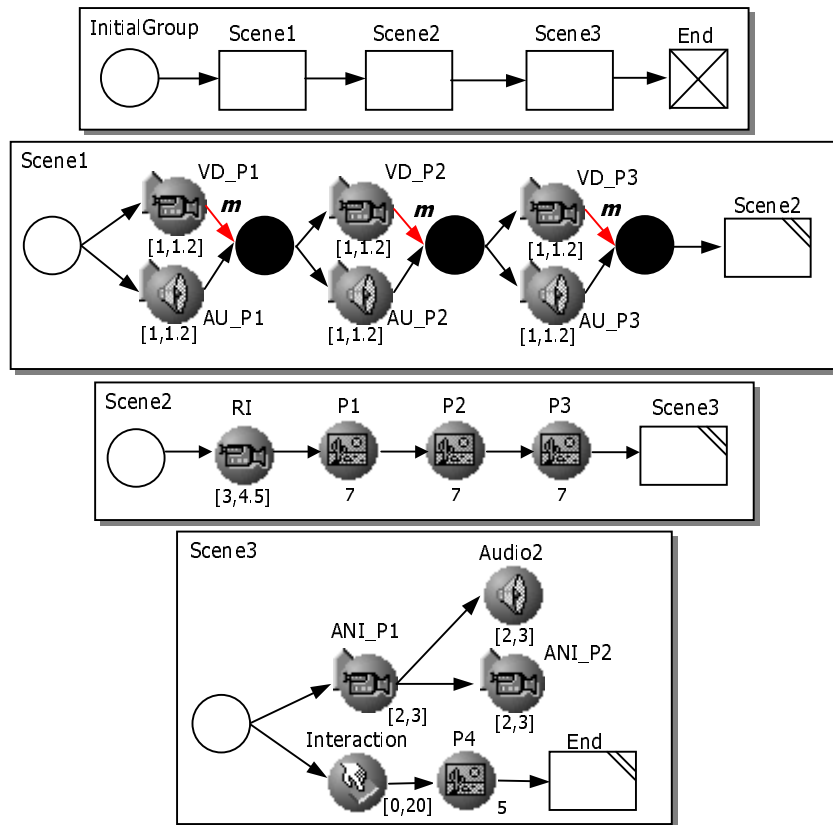 InitialGroup
Scene1
Scene2
Scene3
End
Scene1
VD_P1
m
[1,1.2]
AU_P1
[1,1.2]
VD_P2
m
[1,1.2]
AU_P2
[1,1.2]
VD_P3
m
[1,1.2]
AU_P3
[1,1.2]
Scene2
Scene2
RI
[3,4.5]
P1
7
P2
7
P3
7
Scene3
Scene3
Audio2
[2,3]
ANI_P1
[2,3]
ANI_P2
[2,3]
Interaction
[0,20]
P4
5
End